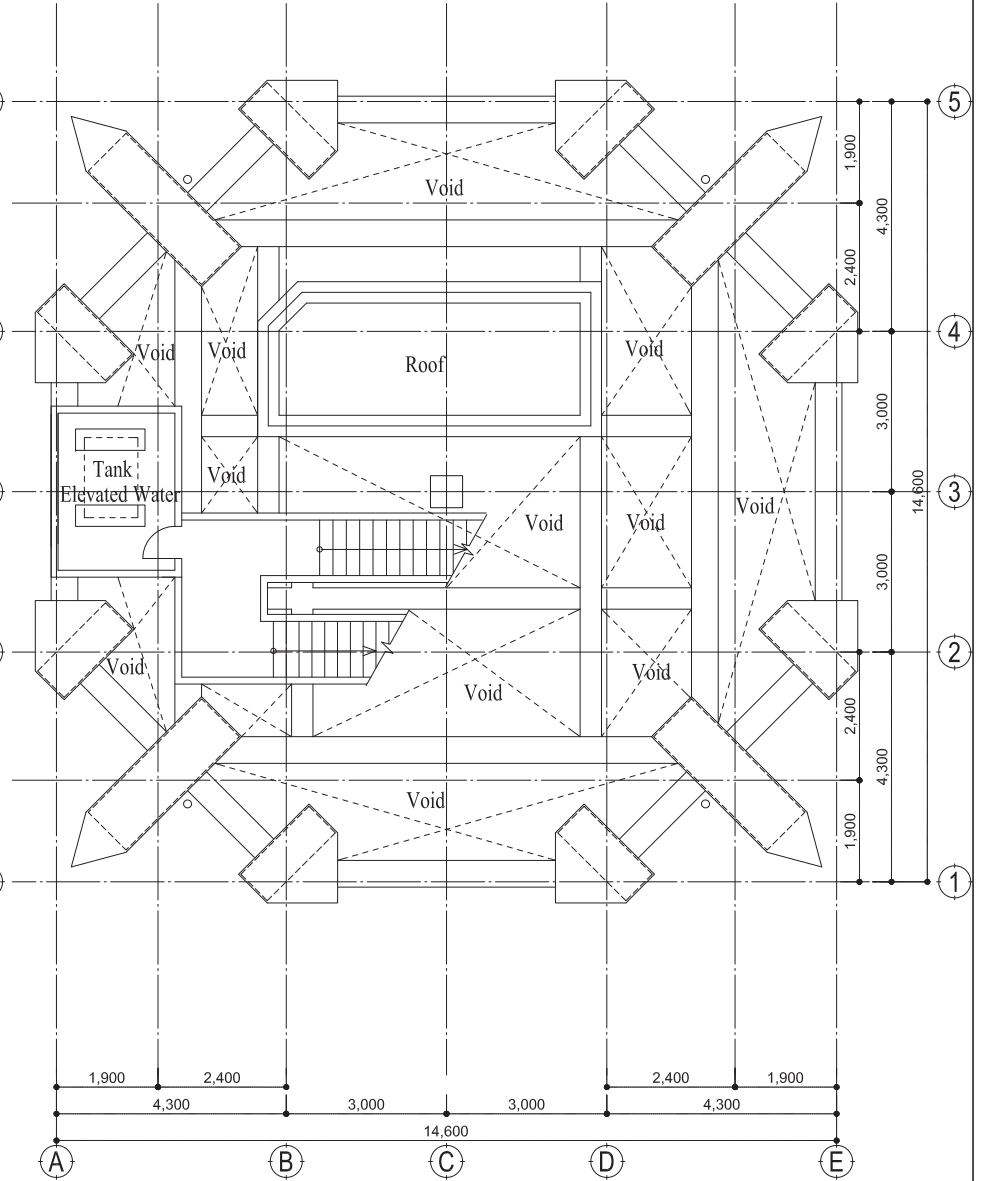 5
1,900
Void
4,300
2,400
4
Void
Void
Void
Roof
3,000
Tank
Void
Elevated Water
3
14,600
Void
Void
Void
3,000
2
Void
Void
Void
2,400
4,300
Void
1,900
1
1,900
2,400
2,400
1,900
4,300
3,000
3,000
4,300
14,600
A
B
C
D
E